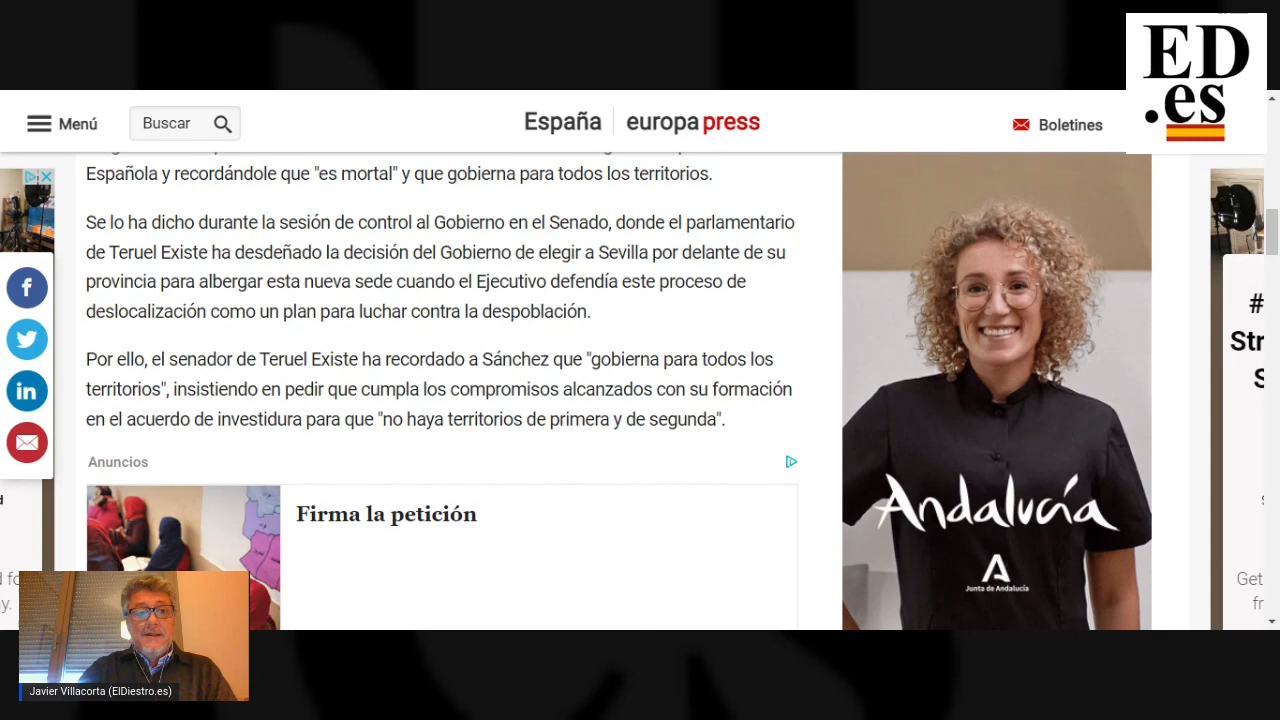 ED
.es
Menú
Buscar
España
europa press
Boletines
Española y recordándole que "es mortal" y que gobierna para todos los territorios.
Se lo ha dicho durante la sesión de control al Gobierno en el Senado, donde el parlamentario
de Teruel Existe ha desdeñado la decisión del Gobierno de elegir a Sevilla por delante de su
provincia para albergar esta nueva sede cuando el Ejecutivo defendía este proceso de
deslocalización como un plan para luchar contra la despoblación.
Por ello, el senador de Teruel Existe ha recordado a Sánchez que "gobierna para todos los
territorios", insistiendo en pedir que cumpla los compromisos alcanzados con su formación
en el acuerdo de investidura para que "no haya territorios de primera y de segunda".
Anuncios
Firma la petición
Andalucía
Junta de Andalucía
#
Str
S
Get
fr
Javier Villacorta (ElDiestro.es)